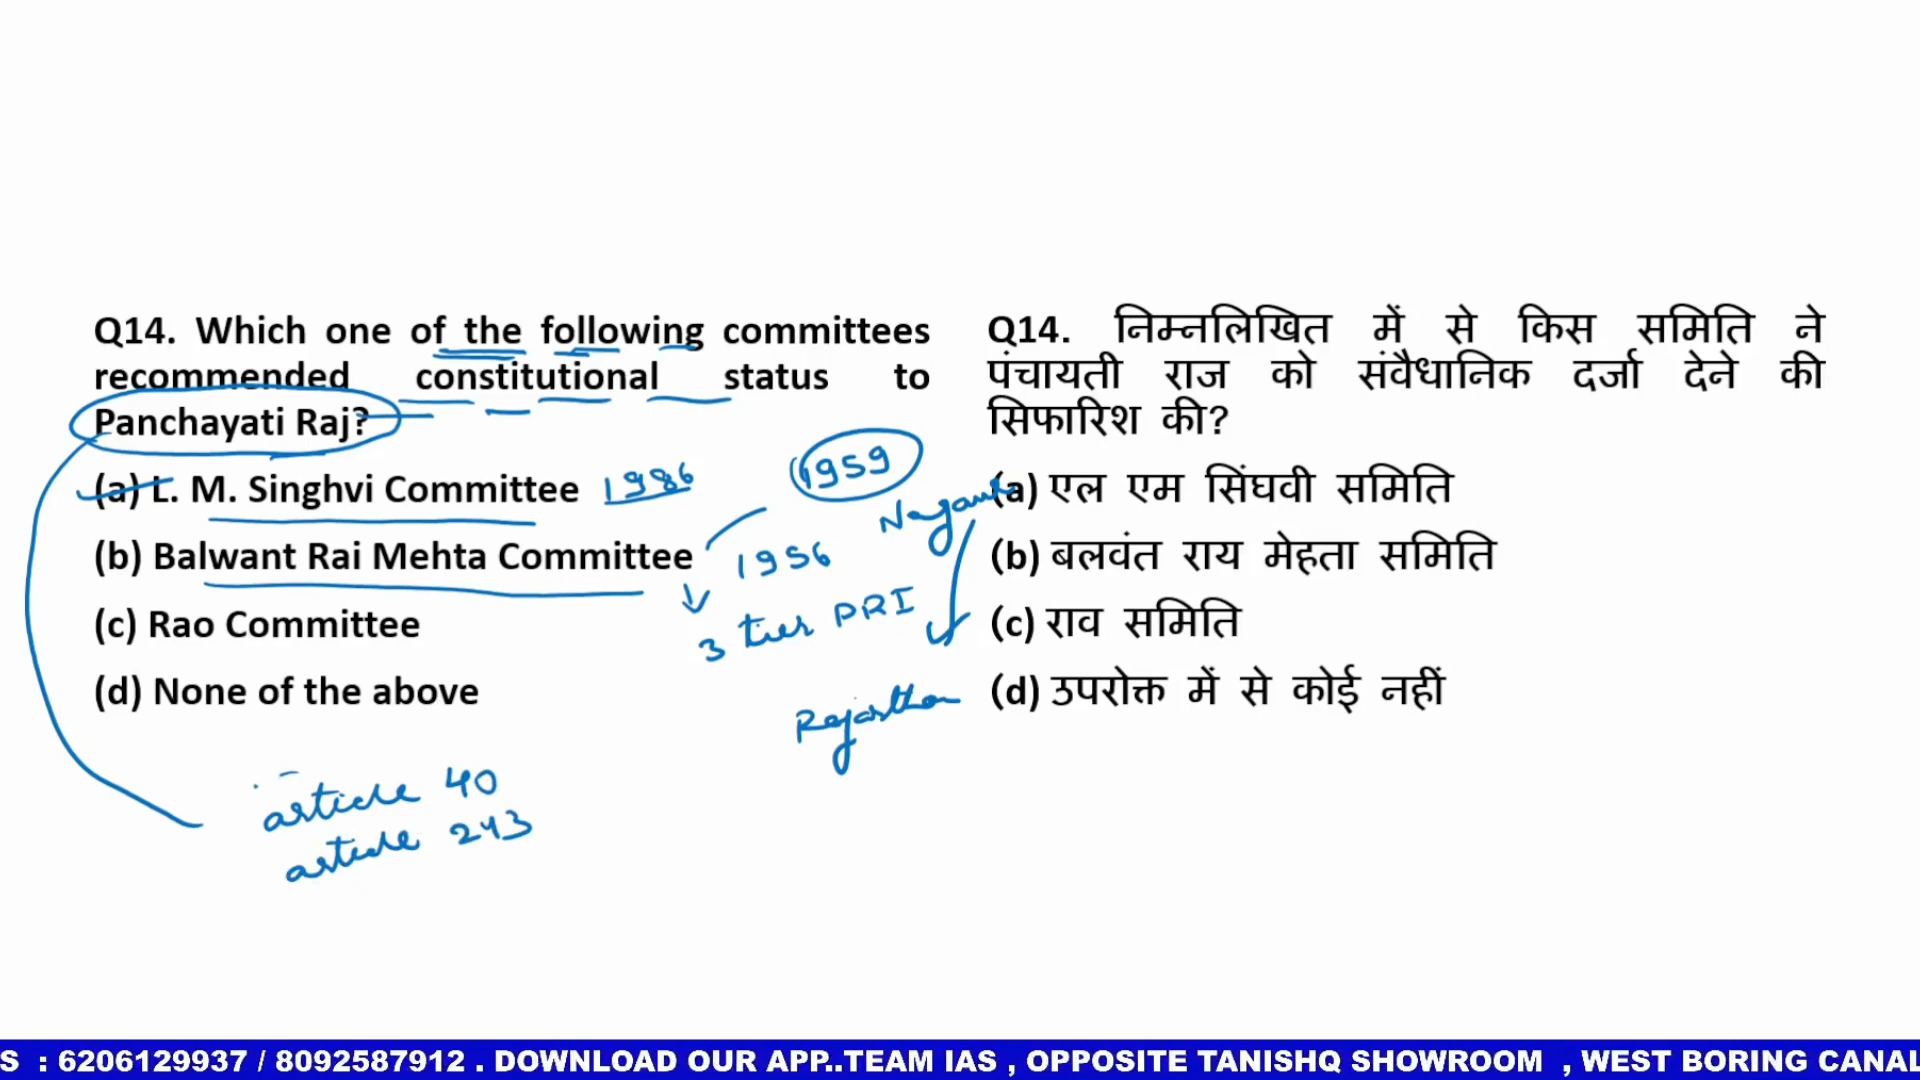 Q14. Which one of the following committees
recommended constitutional status to
Panchayati Raj?
(a) L. M. Singhvi Committee 1986
(b) Balwant Rai Mehta Committee
(c) Rao Committee
(d) None of the above
1959
1956
3 tier PRI
Rajasthan
article 40
article 243
Q14. निम्नलिखित में से किस समिति ने
पंचायती राज को संवैधानिक दर्जा देने की
सिफारिश की?
(a) एल एम सिंघवी समिति
(b) बलवंत राय मेहता समिति
(c) राव समिति
(d) उपरोक्त में से कोई नहीं
S : 6206129937 / 8092587912 . DOWNLOAD OUR APP..TEAM IAS , OPPOSITE TANISHQ SHOWROOM , WEST BORING CANAL